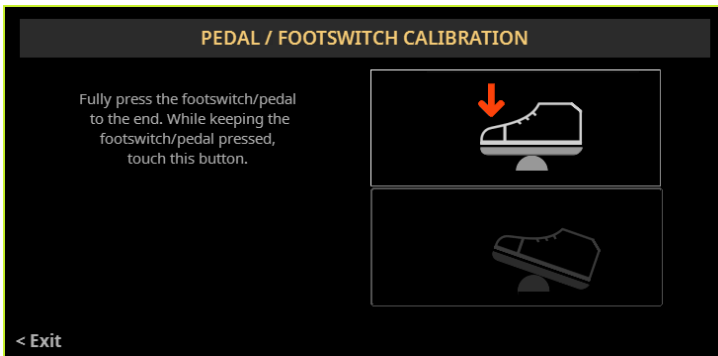 PEDAL / FOOTSWITCH CALIBRATION
Fully press the footswitch/pedal
to the end. While keeping the
footswitch/pedal pressed,
touch this button.
< Exit